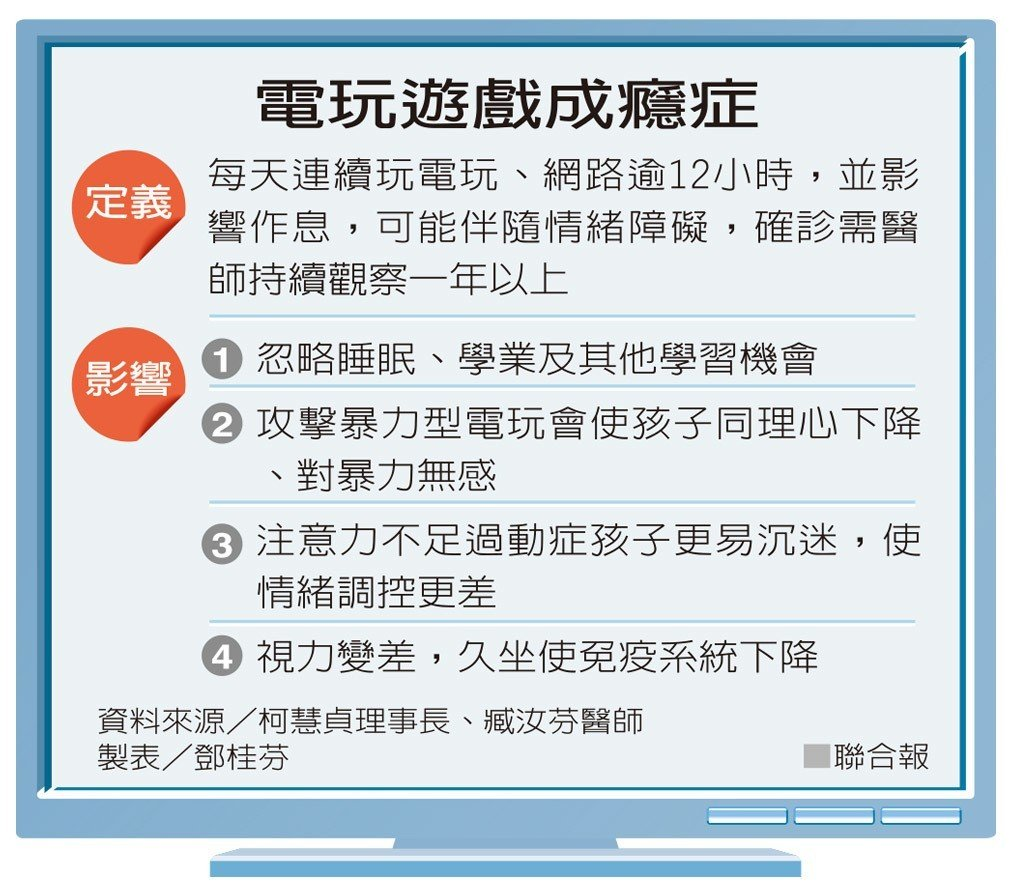 電玩遊戲成癮症
定義
每天連續玩電玩、網路逾12小時，並影
響作息，可能伴隨情緒障礙，確診需醫
師持續觀察一年以上
影響
1 忽略睡眠、學業及其他學習機會
2 攻擊暴力型電玩會使孩子同理心下降
、對暴力無感
3 注意力不足過動症孩子更易沉迷，使
情緒調控更差
4 視力變差，久坐使免疫系統下降
資料來源／柯慧貞理事長、臧汝芬醫師
製表／鄧桂芬
■聯合報